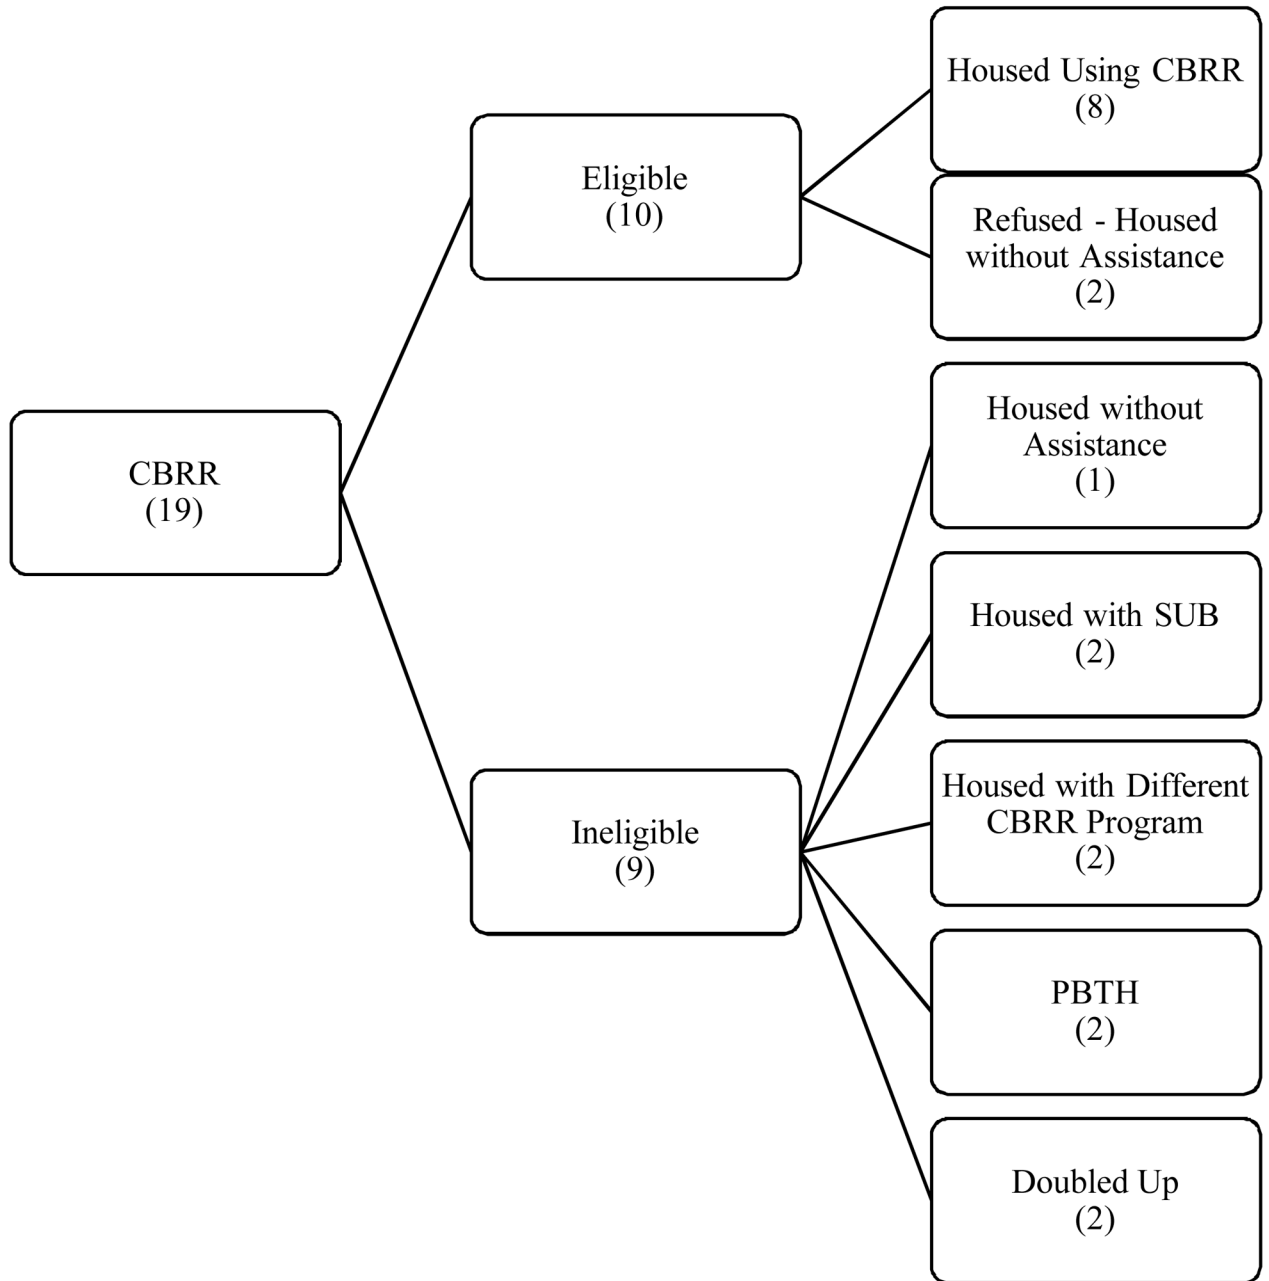 CBRR
(19)
Eligible
(10)
Housed Using CBRR
(8)
Refused - Housed
without Assistance
(2)
Ineligible
(9)
Housed without
Assistance
(1)
Housed with SUB
(2)
Housed with Different
CBRR Program
(2)
PBTH
(2)
Doubled Up
(2)